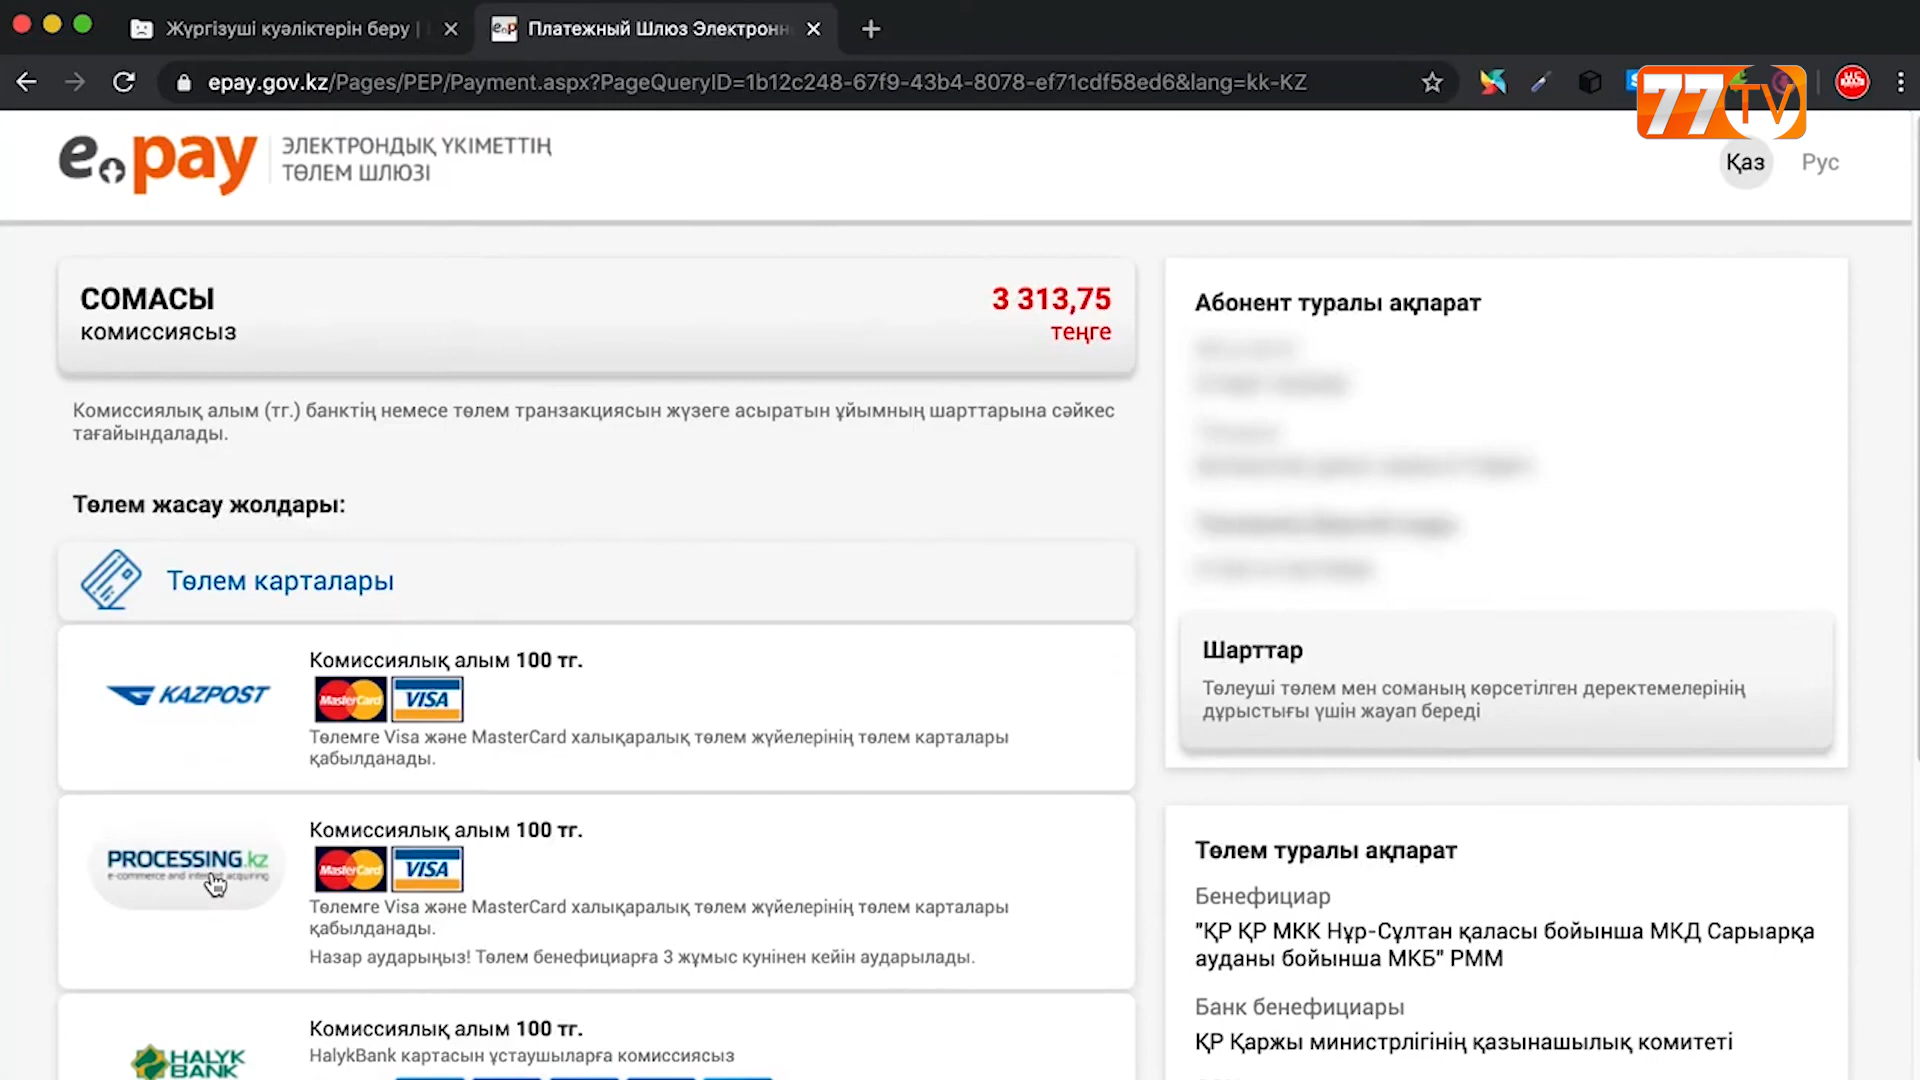 Жүргізуші куәліктерін беру |
Платежный Шлюз Электронн
epay.gov.kz/Pages/PEP/Payment.aspx?PageQueryID=1b12c248-67f9-43b4-8078-ef71cdf58ed6&lang=kk-KZ
77TV
e.pay
ЭЛЕКТРОНДЫҚ ҮКІМЕТТІҢ
ТӨЛЕМ ШЛЮЗІ
Қаз Рус
СОМАСЫ
КОМИССИЯСЫЗ
3 313,75
теңге
Комиссиялық алым (тг.) банктің немесе төлем транзакциясын жүзеге асыратын ұйымның шарттарына сәйкес
тағайындалады.
Төлем жасау жолдары:
Төлем карталары
KAZPOST
Комиссиялық алым 100 тг.
MasterCard VISA
Төлемге Visa және MasterCard халықаралық төлем жүйелерінің төлем карталары
қабылданады.
PROCESSING.kz
e-commerce and internet acquiring
Комиссиялық алым 100 тг.
MasterCard VISA
Төлемге Visa және MasterCard халықаралық төлем жүйелерінің төлем карталары
қабылданады.
Назар аударыңыз! Төлем бенефициарға 3 жұмыс күнінен кейін аударылады.
HALYK
BANK
Комиссиялық алым 100 тг.
HalykBank картасын ұстаушыларға комиссиясыз
Абонент туралы ақпарат
Шарттар
Төлеуші төлем мен соманың көрсетілген деректемелерінің
дұрыстығы үшін жауап береді
Төлем туралы ақпарат
Бенефициар
"ҚР ҚР МКК Нұр-Сұлтан қаласы бойынша МКД Сарыарқа
ауданы бойынша МКБ" РММ
Банк бенефициары
ҚР Қаржы министрлігінің қазынашылық комитеті